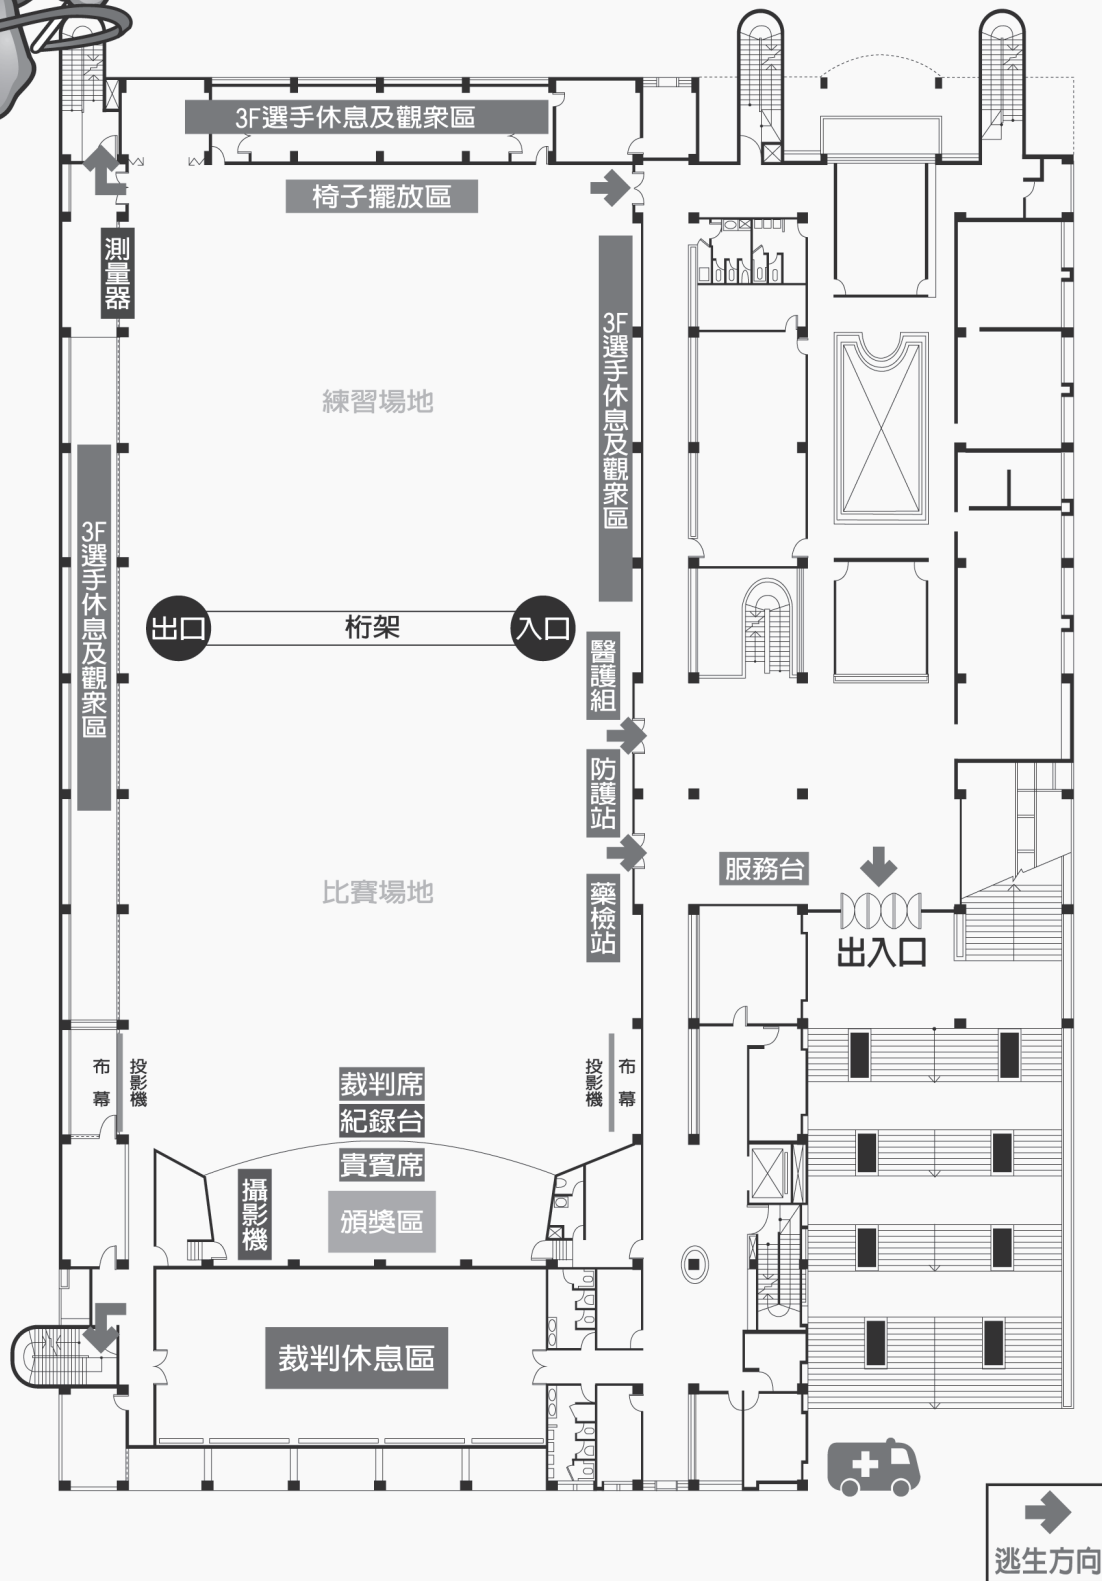 3F選手休息及觀衆區
椅子擺放區
測量器
3F選手休息及觀衆區
練習場地
3F選手休息及觀衆區
出口
桁架
入口
醫護組
防護站
服務台
比賽場地
藥檢站
出入口
布幕
投影機
投影機
布幕
裁判席
紀錄台
貴賓席
攝影機
頒獎區
裁判休息區
逃生方向